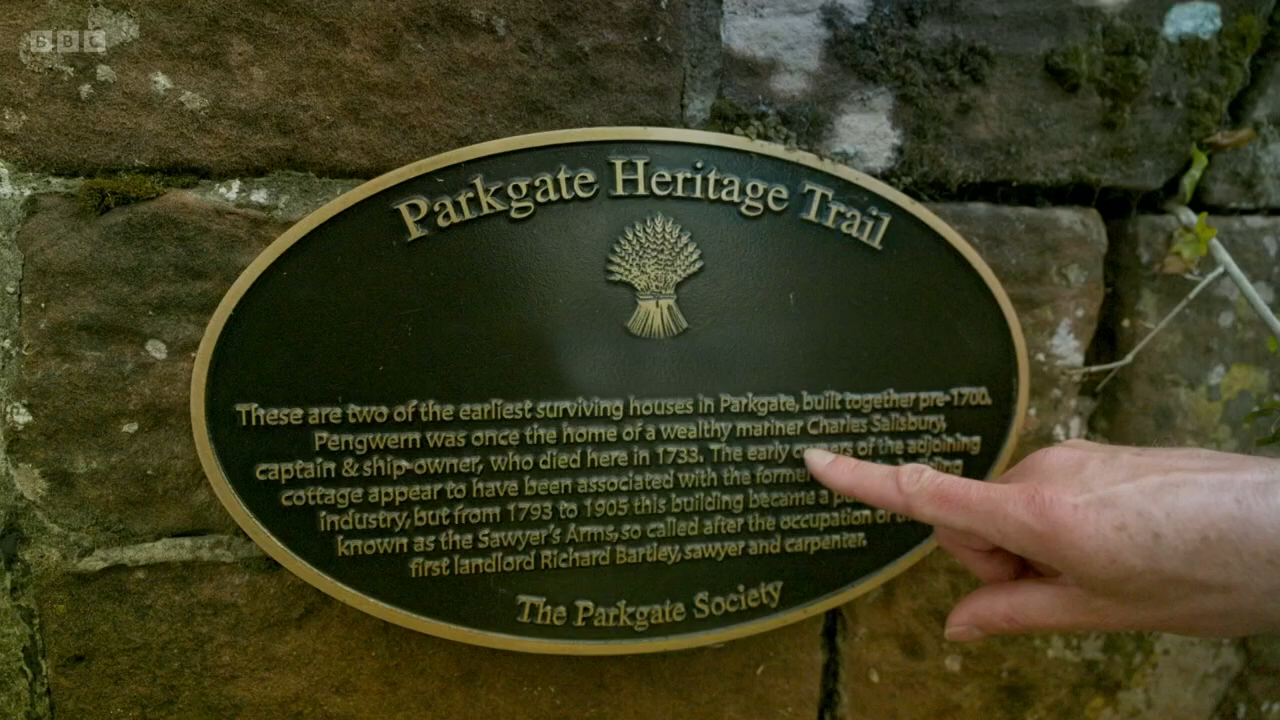 BBC
Parkgate Heritage Trail
These are two of the earliest surviving houses in Parkgate, built together pre-1700.
Pengwern was once the home of a wealthy mariner Charles Salisbury,
captain & ship-owner, who died here in 1733. The early owners of the adjoining
cottage appear to have been associated with the former
industry, but from 1793 to 1905 this building became a
known as the Sawyer's Arms, so called after the occupation of the
first landlord Richard Bartley, sawyer and carpenter.
The Parkgate Society